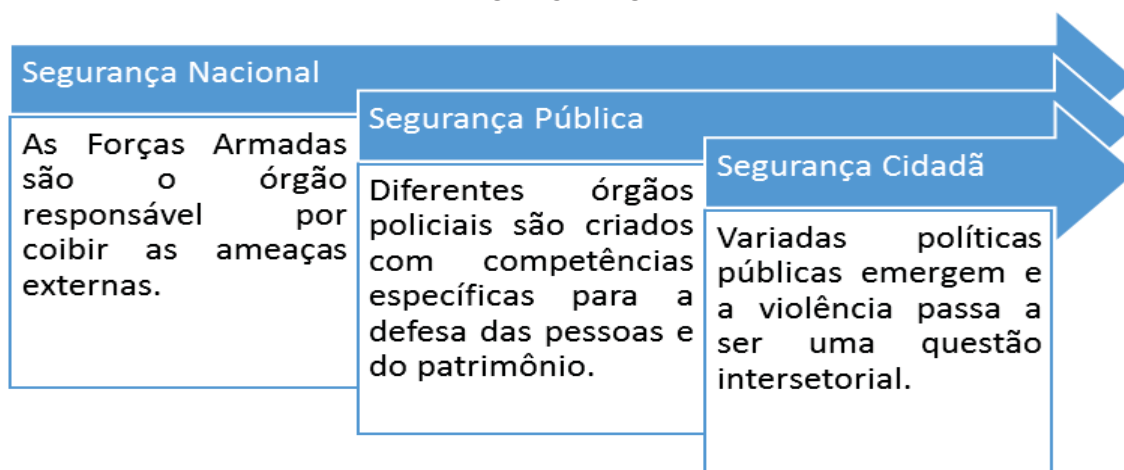 Segurança Nacional
As Forças Armadas
são o órgão
responsável por
coibir as ameaças
externas.
Segurança Pública
Diferentes órgãos
policiais são criados
com competências
específicas para a
defesa das pessoas e
do patrimônio.
Segurança Cidadã
Variadas políticas
públicas emergem e
a violência passa a
ser uma questão
intersetorial.